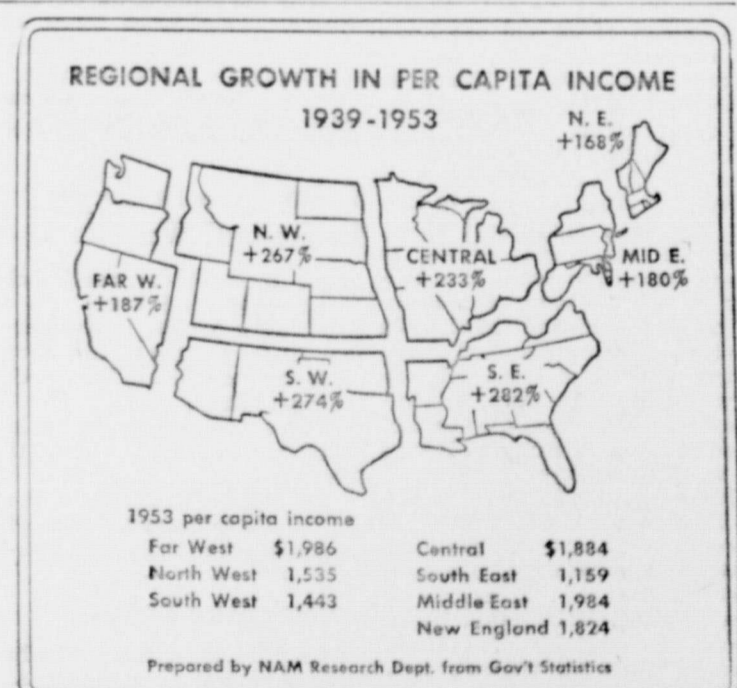 REGIONAL GROWTH IN PER CAPITA INCOME
1939-1953
N. E.
+168%
N. W.
+267%
CENTRAL
+233%
MID E.
+180%
FAR W.
+187%
S. W.
+274%
S. E.
+282%
1953 per capita income
Far West $1,986
North West 1,535
South West 1,443
Central $1,884
South East 1,159
Middle East 1,984
New England 1,824
Prepared by NAM Research Dept. from Gov't Statistics